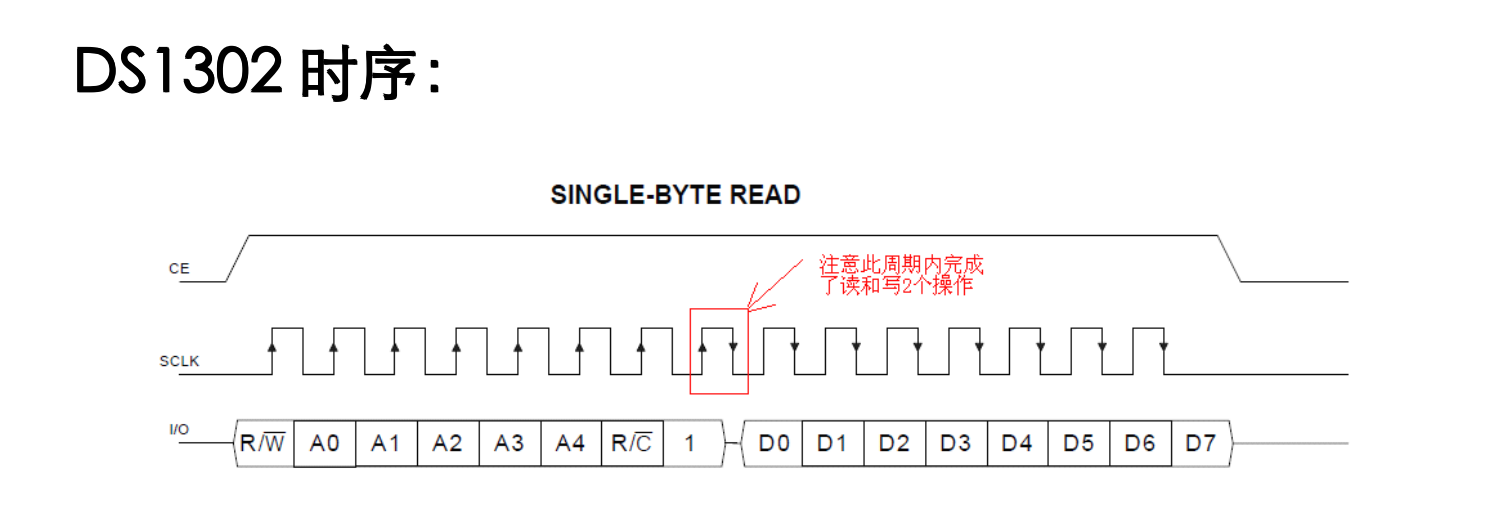 DS1302 时序：
SINGLE-BYTE READ
CE
注意此周期内完成
了读和写2个操作
SCLK
I/O
R/W̅ A0 A1 A2 A3 A4 R/C̅ 1 D0 D1 D2 D3 D4 D5 D6 D7